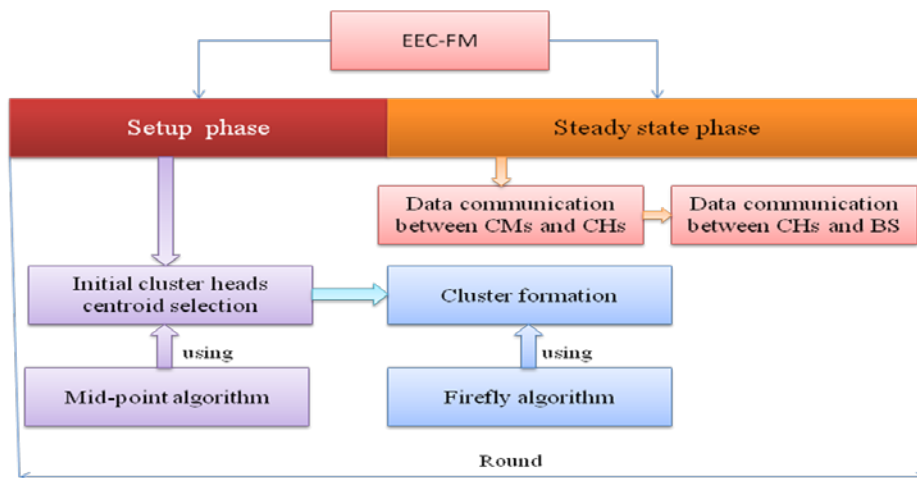 EEC-FM
Setup phase
Steady state phase
Data communication
between CMs and CHs
Data communication
between CHs and BS
Initial cluster heads
centroid selection
Cluster formation
using
using
Mid-point algorithm
Firefly algorithm
Round